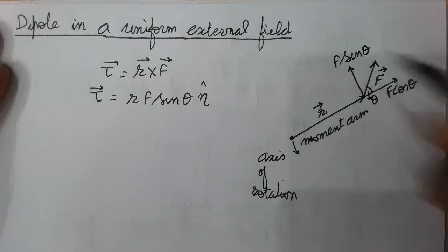 Dipole in a uniform external field
τ⃗ = r⃗ × F⃗
τ⃗ = r F sinθ n̂
F sinθ
F⃗
θ
F cosθ
r⃗
moment arm
axis
of
rotation